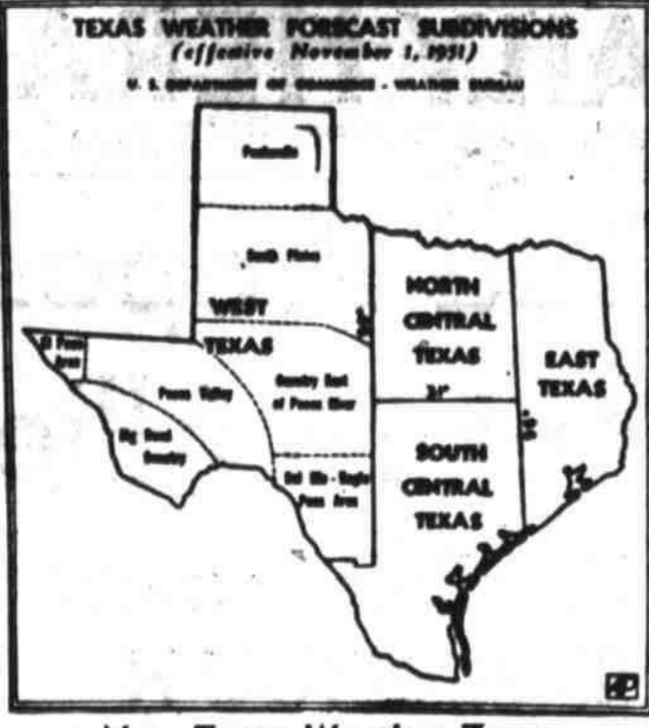 TEXAS WEATHER FORECAST SUBDIVISIONS
(effective November 1, 1951)
U. S. DEPARTMENT OF COMMERCE - WEATHER BUREAU
Panhandle
South Plains
WEST
TEXAS
NORTH
CENTRAL
TEXAS
31°
EAST
TEXAS
El Paso
Area
Pecos Valley
Country East
of Pecos River
Big Bend
Country
Del Rio - Eagle
Pass Area
SOUTH
CENTRAL
TEXAS
AP